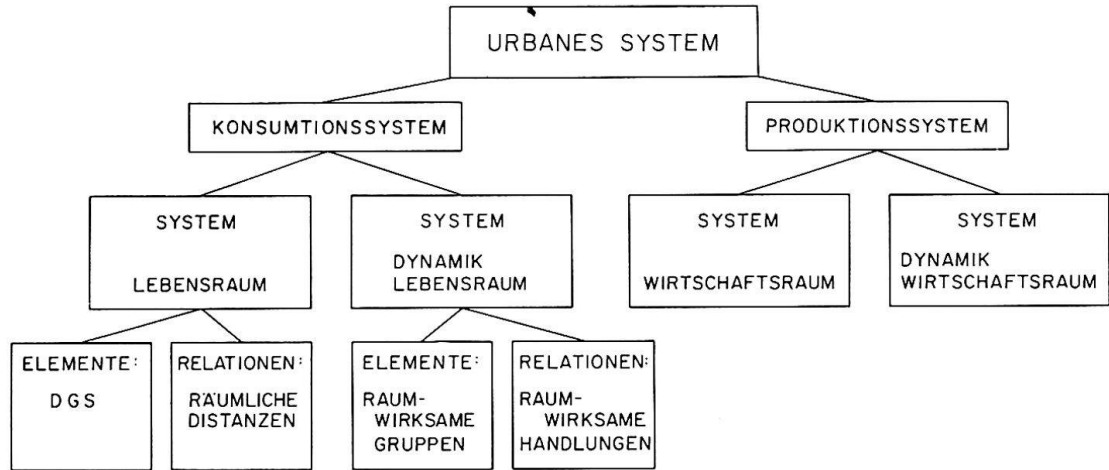 URBANES SYSTEM
KONSUMTIONSSYSTEM
PRODUKTIONSSYSTEM
SYSTEM
LEBENSRAUM
SYSTEM
DYNAMIK
LEBENSRAUM
SYSTEM
WIRTSCHAFTSRAUM
SYSTEM
DYNAMIK
WIRTSCHAFTSRAUM
ELEMENTE:
DGS
RELATIONEN:
RÄUMLICHE
DISTANZEN
ELEMENTE:
RAUM-
WIRKSAME
GRUPPEN
RELATIONEN:
RAUM-
WIRKSAME
HANDLUNGEN